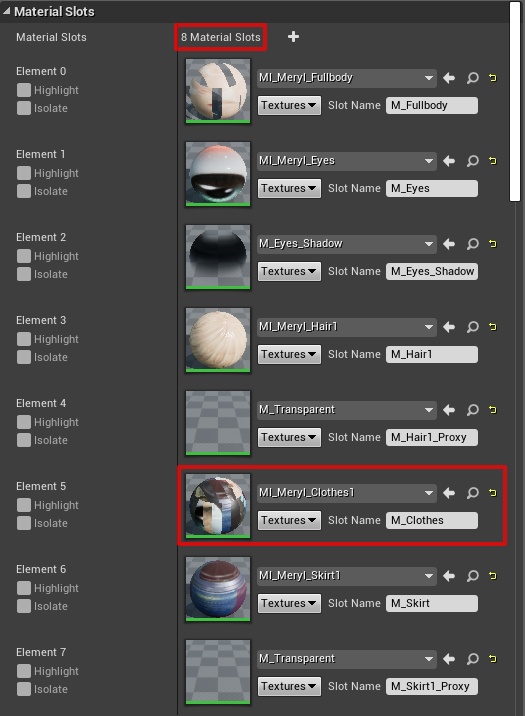 Material Slots
Material Slots 8 Material Slots
Element 0
Highlight
Isolate
MI_Meryl_Fullbody
Textures Slot Name M_Fullbody
Element 1
Highlight
Isolate
MI_Meryl_Eyes
Textures Slot Name M_Eyes
Element 2
Highlight
Isolate
M_Eyes_Shadow
Textures Slot Name M_Eyes_Shadow
Element 3
Highlight
Isolate
MI_Meryl_Hair1
Textures Slot Name M_Hair1
Element 4
Highlight
Isolate
M_Transparent
Textures Slot Name M_Hair1_Proxy
Element 5
Highlight
Isolate
MI_Meryl_Clothes1
Textures Slot Name M_Clothes
Element 6
Highlight
Isolate
MI_Meryl_Skirt1
Textures Slot Name M_Skirt
Element 7
Highlight
Isolate
M_Transparent
Textures Slot Name M_Skirt1_Proxy